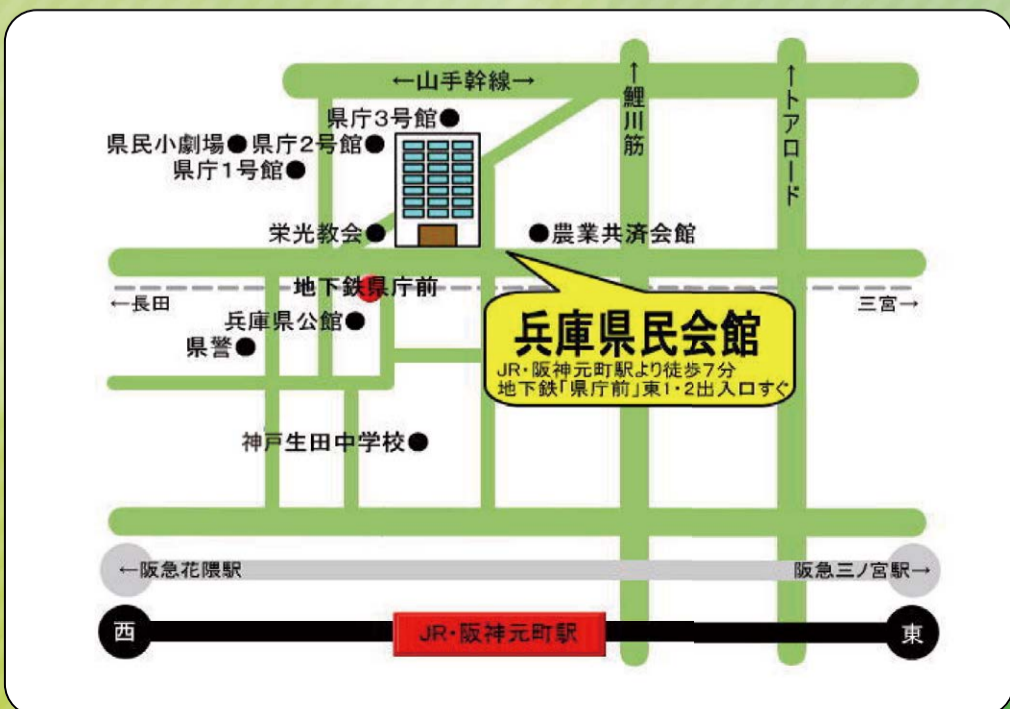 ←山手幹線→
↑鯉川筋
↑トアロード
県庁3号館●
県民小劇場●県庁2号館●
県庁1号館●
栄光教会●
●農業共済会館
地下鉄県庁前
←長田
三宮→
兵庫県公館●
県警●
兵庫県民会館
JR・阪神元町駅より徒歩7分
地下鉄「県庁前」東1・2出入口すぐ
神戸生田中学校●
←阪急花隈駅
阪急三ノ宮駅→
西
JR・阪神元町駅
東